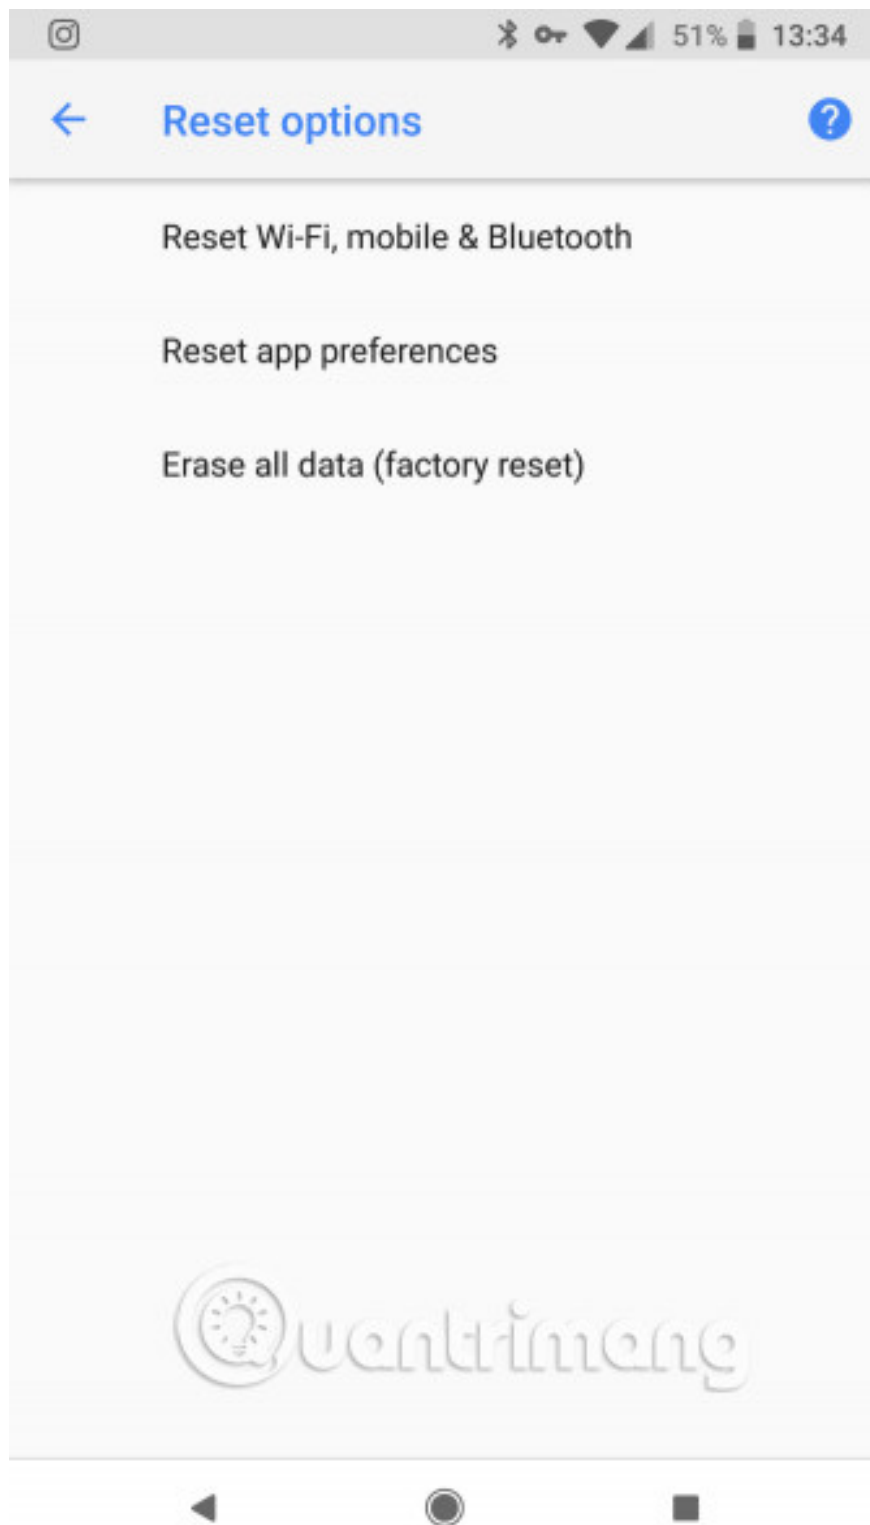 51% 13:34
Reset options
Reset Wi-Fi, mobile & Bluetooth
Reset app preferences
Erase all data (factory reset)
Quantrimang